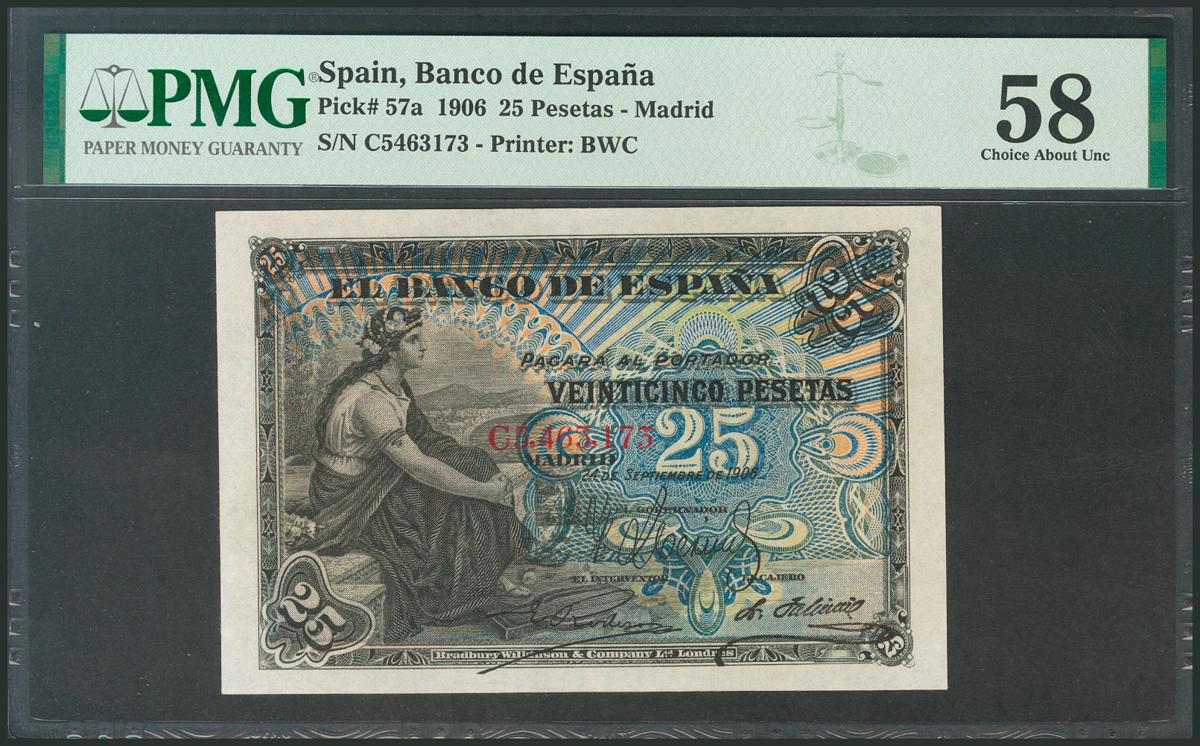 PMG®
PAPER MONEY GUARANTY
Spain, Banco de España
Pick# 57a 1906 25 Pesetas - Madrid
S/N C5463173 - Printer: BWC
58
Choice About Unc
25
25
EL BANCO DE ESPAÑA
PAGARÁ AL PORTADOR
VEINTICINCO PESETAS
25
C5,463,173
MADRID
24 DE SEPTIEMBRE DE 1906
EL GOBERNADOR
EL INTERVENTOR
EL CAJERO
25
25
Bradbury Wilkinson & Company Ld. Londres